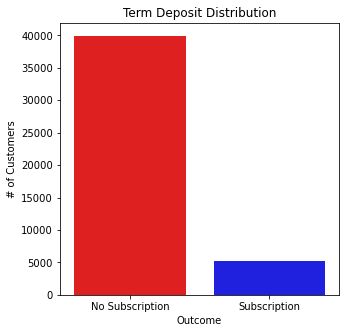 Term Deposit Distribution
40000
35000
30000
25000
20000
15000
10000
5000
0
# of Customers
No Subscription
Subscription
Outcome